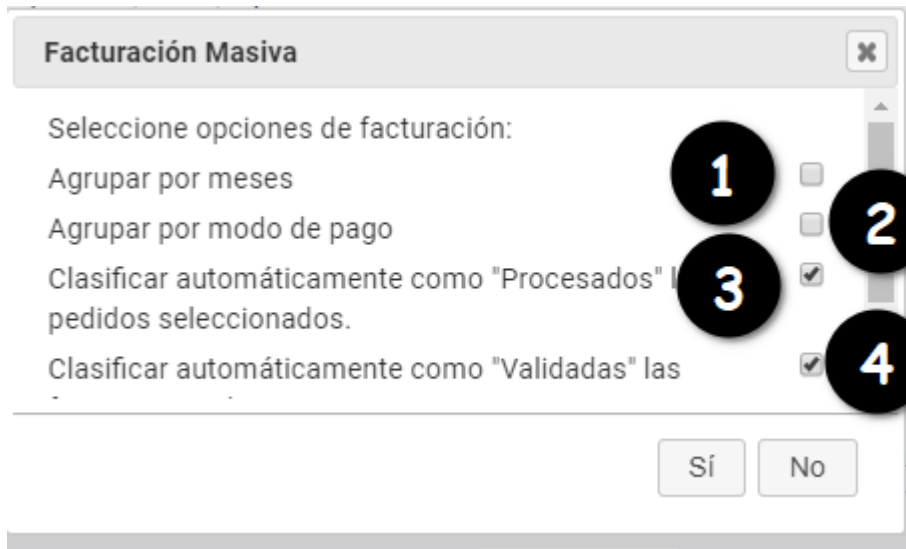 Facturación Masiva
Seleccione opciones de facturación:
Agrupar por meses
1
Agrupar por modo de pago
2
Clasificar automáticamente como "Procesados"
3
pedidos seleccionados.
Clasificar automáticamente como "Validadas" las
4
Sí
No